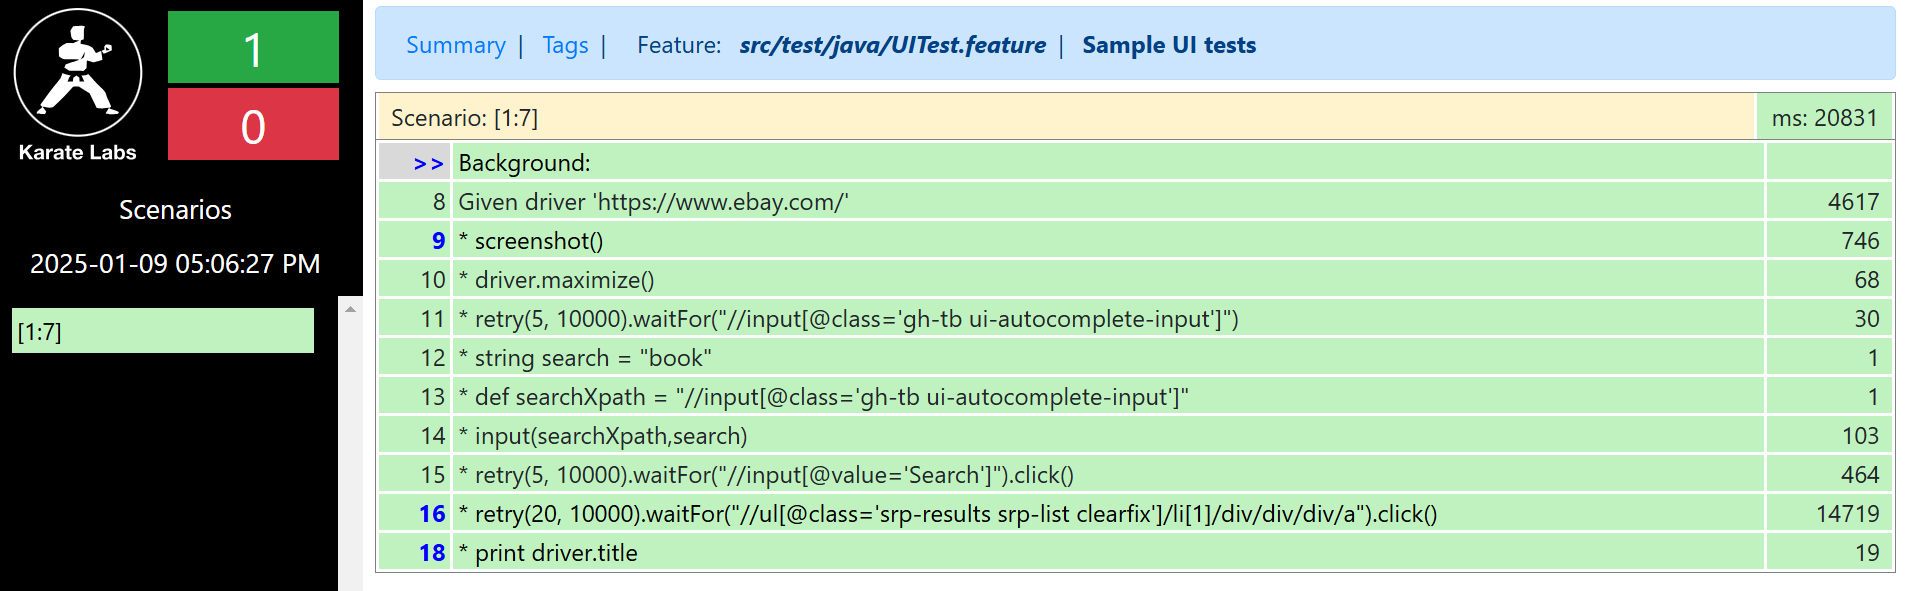 Karate Labs
1
0
Scenarios
2025-01-09 05:06:27 PM
[1:7]
Summary | Tags | Feature: src/test/java/UITest.feature | Sample UI tests
Scenario: [1:7] ms: 20831
>> Background:
8 Given driver 'https://www.ebay.com/' 4617
9 * screenshot() 746
10 * driver.maximize() 68
11 * retry(5, 10000).waitFor("//input[@class='gh-tb ui-autocomplete-input']") 30
12 * string search = "book" 1
13 * def searchXpath = "//input[@class='gh-tb ui-autocomplete-input']" 1
14 * input(searchXpath,search) 103
15 * retry(5, 10000).waitFor("//input[@value='Search']").click() 464
16 * retry(20, 10000).waitFor("//ul[@class='srp-results srp-list clearfix']/li[1]/div/div/div/a").click() 14719
18 * print driver.title 19